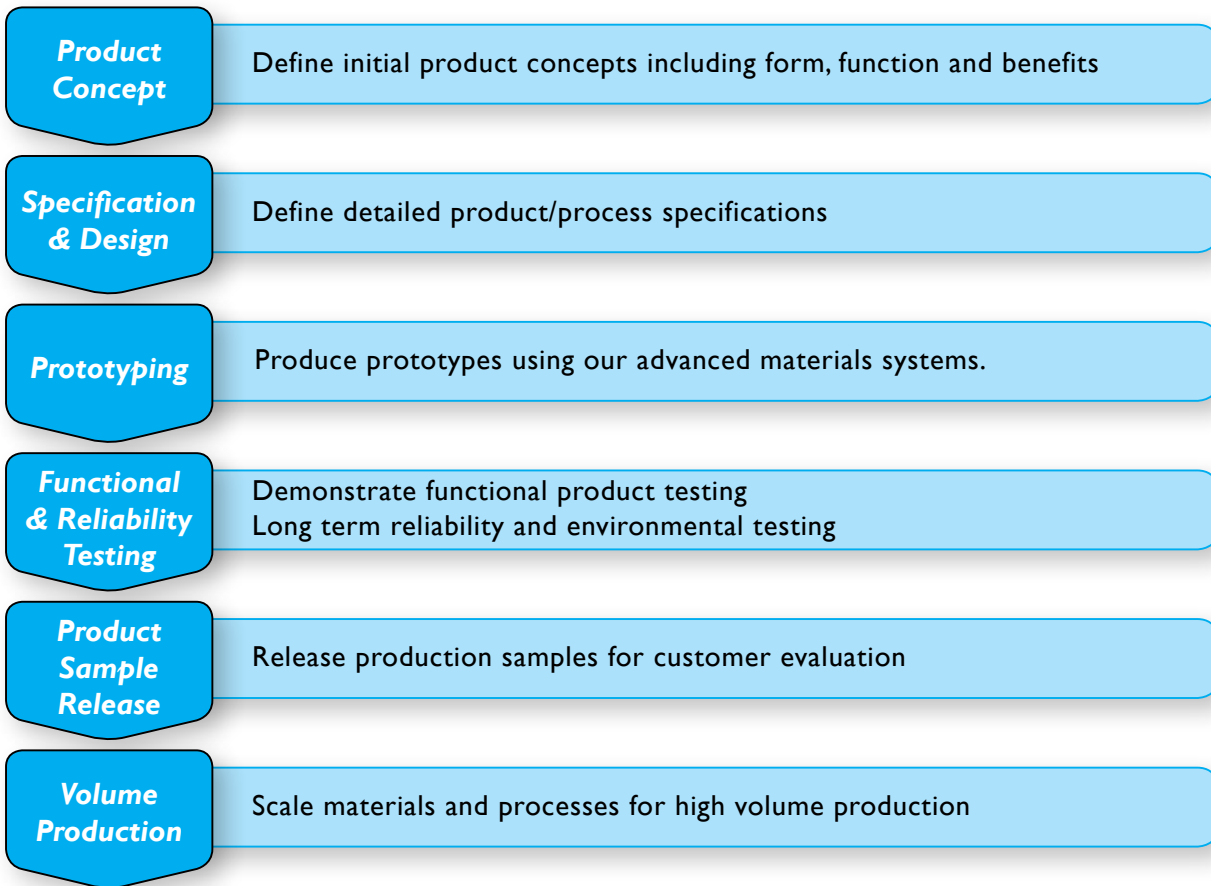 Product
Concept
Define initial product concepts including form, function and benefits
Specification
& Design
Define detailed product/process specifications
Prototyping
Produce prototypes using our advanced materials systems.
Functional
& Reliability
Testing
Demonstrate functional product testing
Long term reliability and environmental testing
Product
Sample
Release
Release production samples for customer evaluation
Volume
Production
Scale materials and processes for high volume production